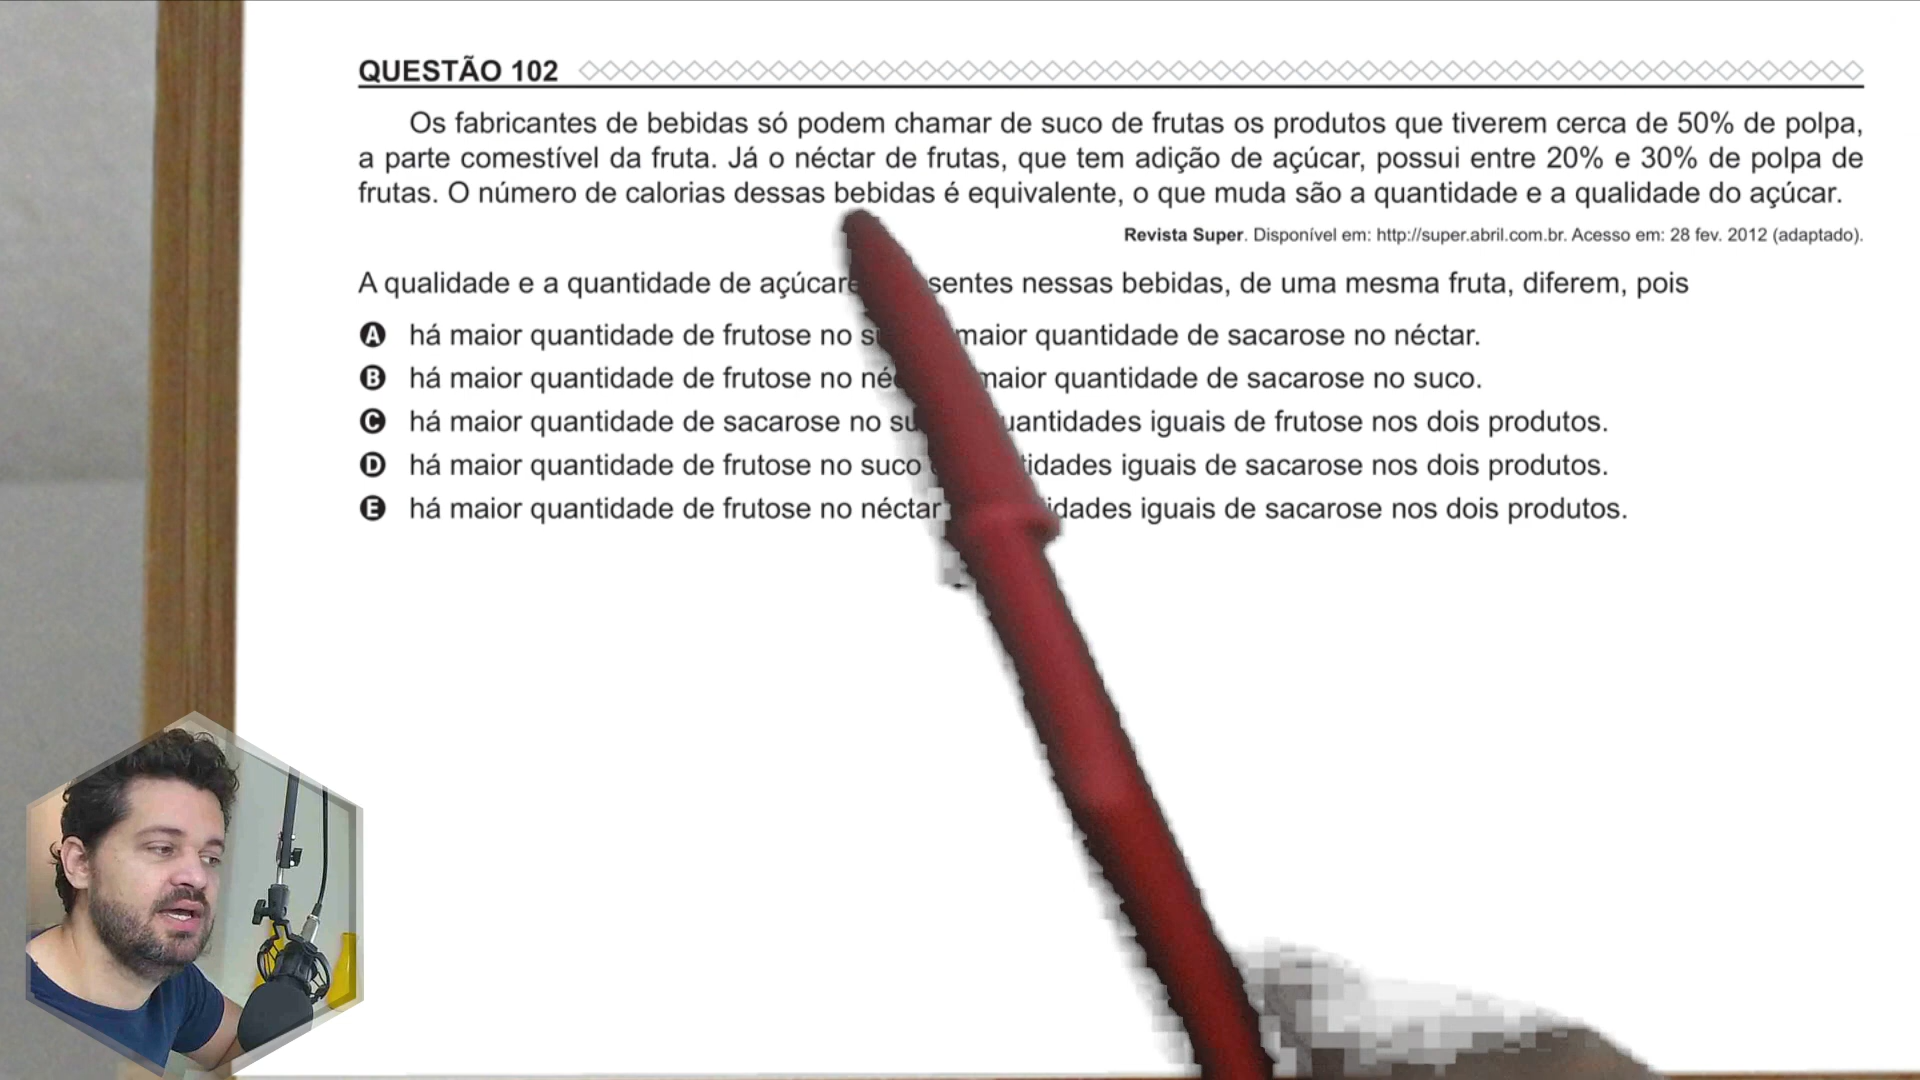 QUESTÃO 102
Os fabricantes de bebidas só podem chamar de suco de frutas os produtos que tiverem cerca de 50% de polpa,
a parte comestível da fruta. Já o néctar de frutas, que tem adição de açúcar, possui entre 20% e 30% de polpa de
frutas. O número de calorias dessas bebidas é equivalente, o que muda são a quantidade e a qualidade do açúcar.
Revista Super. Disponível em: http://super.abril.com.br. Acesso em: 28 fev. 2012 (adaptado).
A qualidade e a quantidade de nessas bebidas, de uma mesma fruta, diferem, pois
A há maior quantidade de frutose no maior quantidade de sacarose no néctar.
B há maior quantidade de frutose no maior quantidade de sacarose no suco.
C há maior quantidade de sacarose no iguais de frutose nos dois produtos.
D há maior quantidade de frutose no suco iguais de sacarose nos dois produtos.
E há maior quantidade de frutose no néctar iguais de sacarose nos dois produtos.